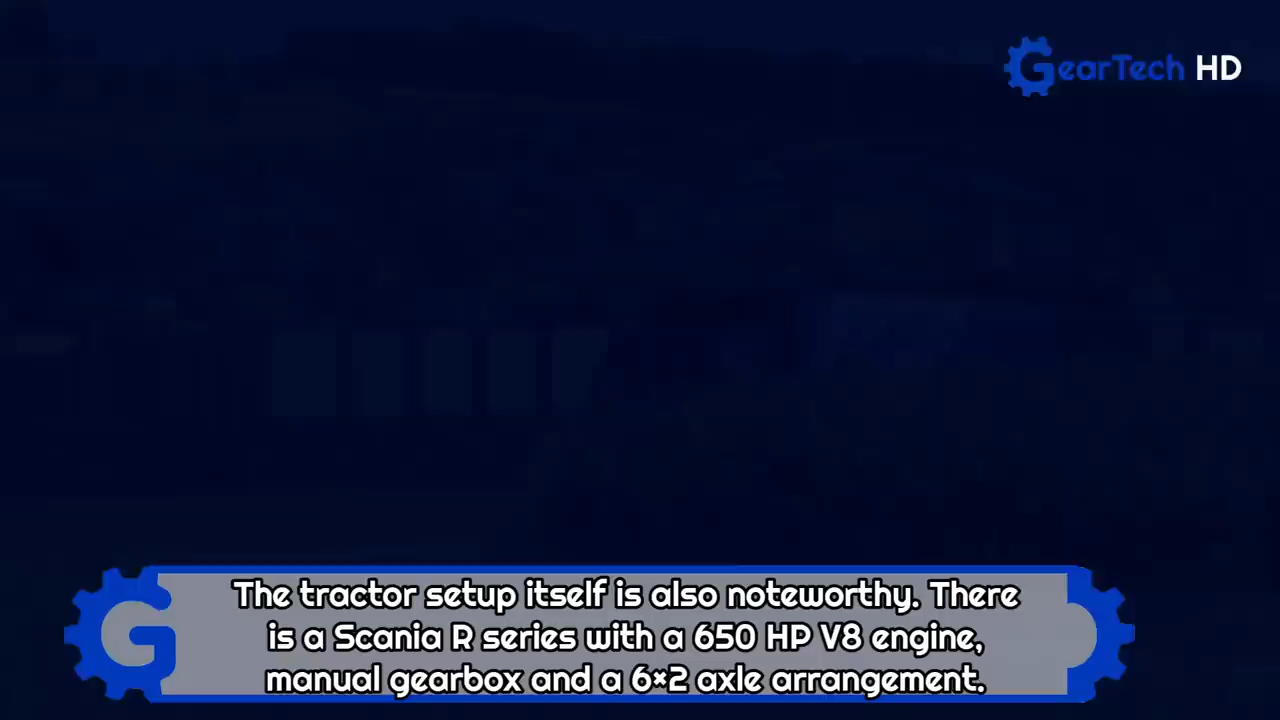 GearTech HD
The tractor setup itself is also noteworthy. There
is a Scania R series with a 650 HP V8 engine,
manual gearbox and a 6×2 axle arrangement.